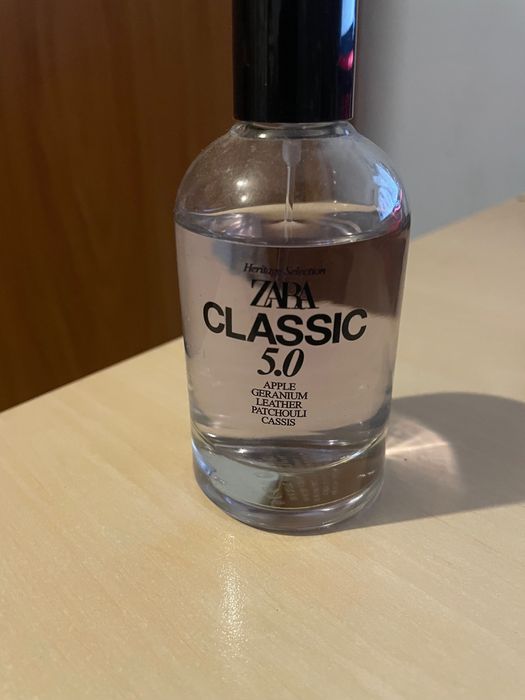 Heritage Selection
ZARA
CLASSIC
5.0
APPLE
GERANIUM
LEATHER
PATCHOULI
CASSIS